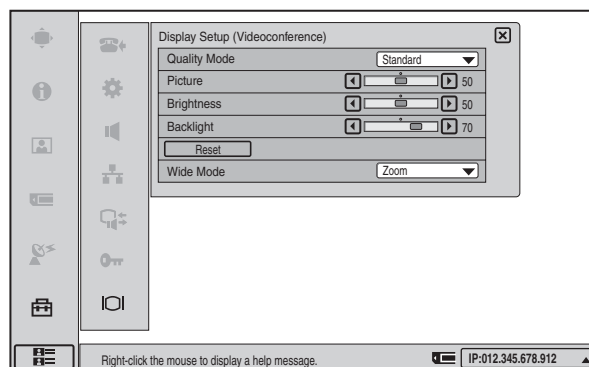 Display Setup (Videoconference)
Quality Mode Standard
Picture 50
Brightness 50
Backlight 70
Reset
Wide Mode Zoom
Right-click the mouse to display a help message. IP:012.345.678.912